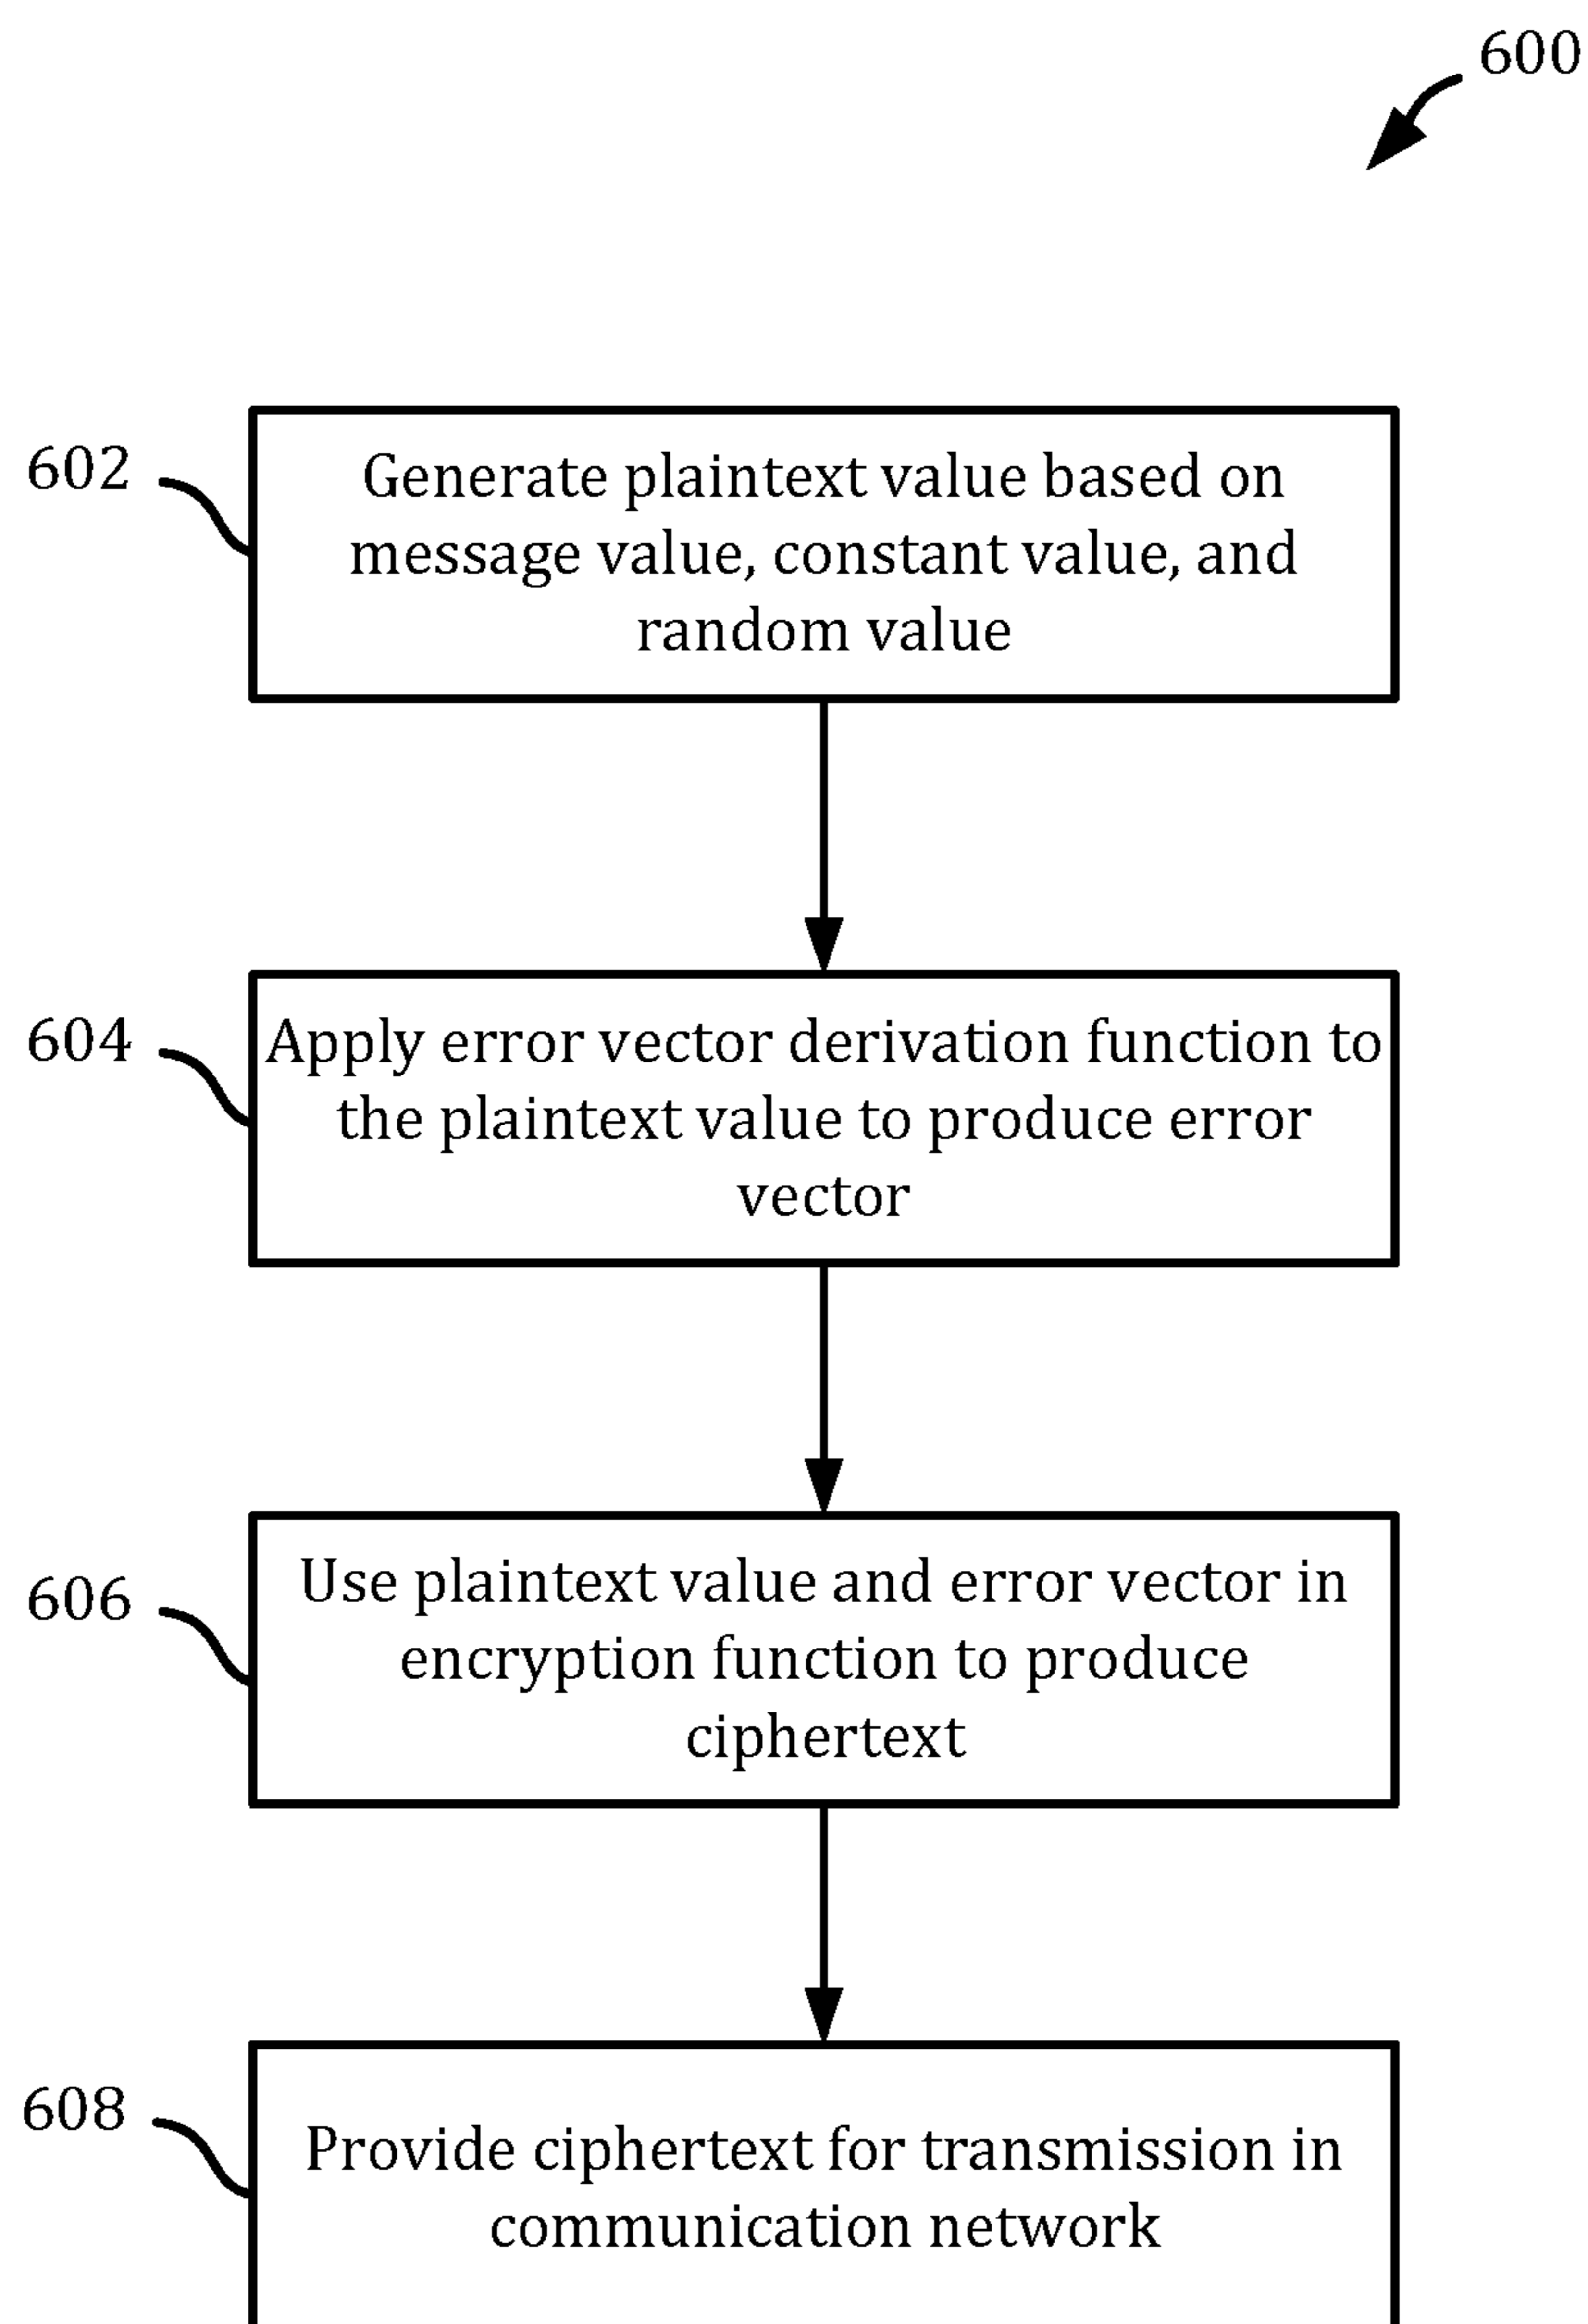 600
602
Generate plaintext value based on
message value, constant value, and
random value
604
Apply error vector derivation function to
the plaintext value to produce error
vector
606
Use plaintext value and error vector in
encryption function to produce
ciphertext
608
Provide ciphertext for transmission in
communication network